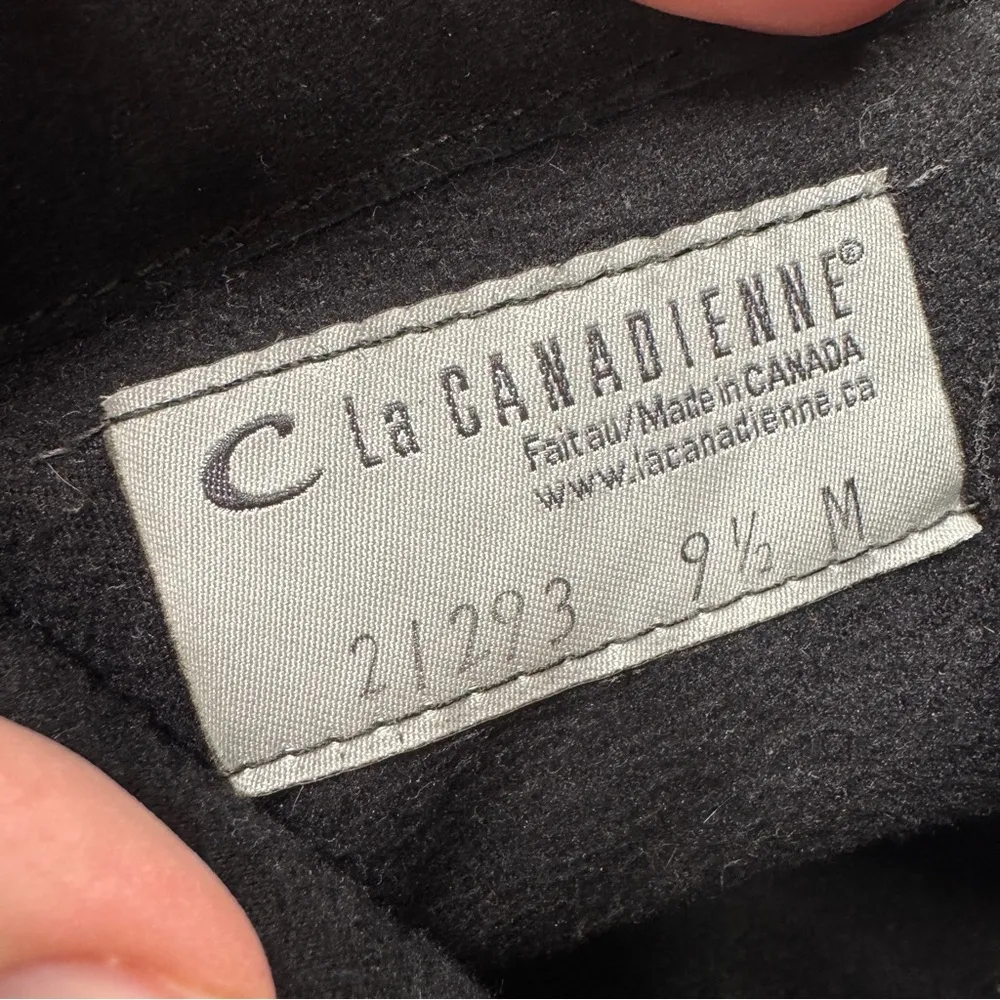 C La CANADIENNE®
Fait au/Made in CANADA
www.lacanadienne.ca
21293 9½ M